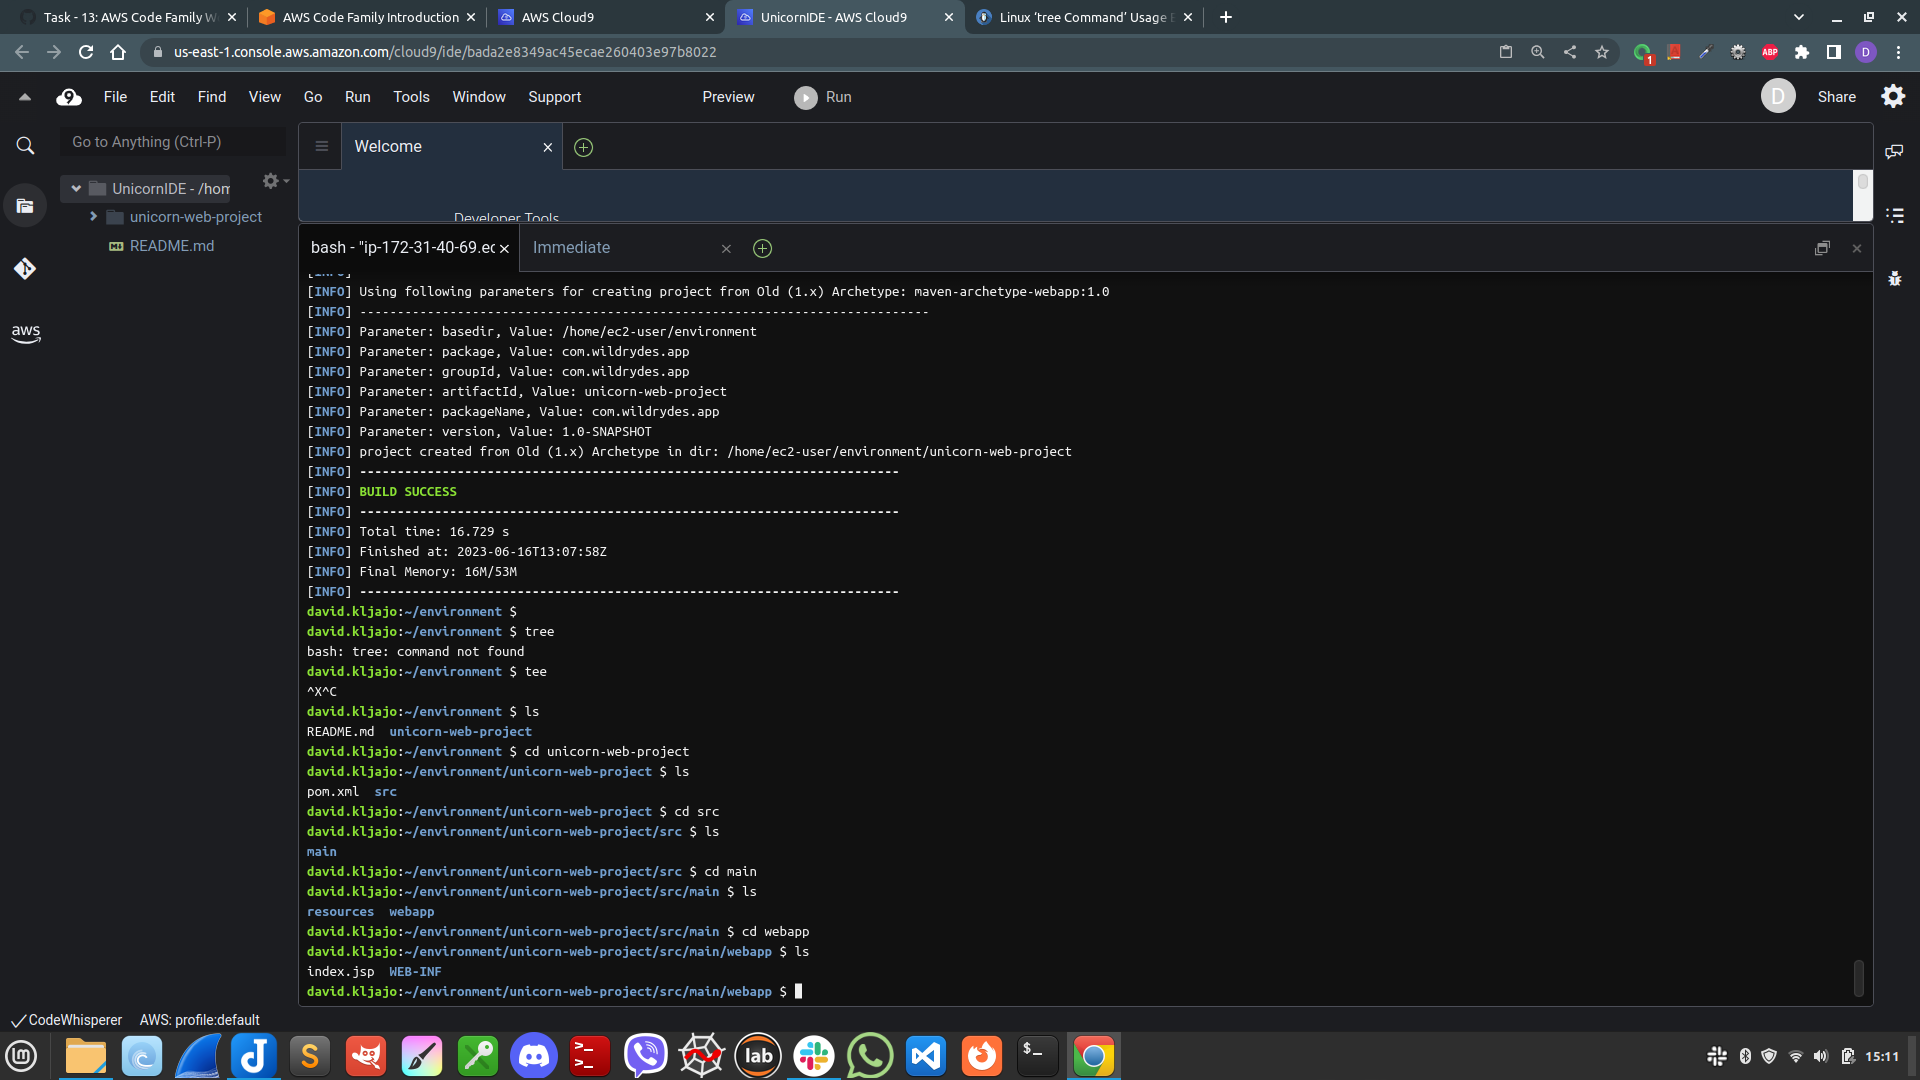 Task - 13: AWS Code Family W
AWS Code Family Introduction
AWS Cloud9
UnicornIDE - AWS Cloud9
Linux ‘tree Command’ Usage E
us-east-1.console.aws.amazon.com/cloud9/ide/bada2e8349ac45ecae260403e97b8022
1
ABP
D
9
File Edit Find View Go Run Tools Window Support Preview Run
D
Share
Go to Anything (Ctrl-P)
UnicornIDE - /hom
unicorn-web-project
README.md
aws
Welcome
Developer Tools
bash - "ip-172-31-40-69.ec
Immediate
[INFO]
[INFO] Using following parameters for creating project from Old (1.x) Archetype: maven-archetype-webapp:1.0
[INFO] ----------------------------------------------------------------------------
[INFO] Parameter: basedir, Value: /home/ec2-user/environment
[INFO] Parameter: package, Value: com.wildrydes.app
[INFO] Parameter: groupId, Value: com.wildrydes.app
[INFO] Parameter: artifactId, Value: unicorn-web-project
[INFO] Parameter: packageName, Value: com.wildrydes.app
[INFO] Parameter: version, Value: 1.0-SNAPSHOT
[INFO] project created from Old (1.x) Archetype in dir: /home/ec2-user/environment/unicorn-web-project
[INFO] ------------------------------------------------------------------------
[INFO] BUILD SUCCESS
[INFO] ------------------------------------------------------------------------
[INFO] Total time: 16.729 s
[INFO] Finished at: 2023-06-16T13:07:58Z
[INFO] Final Memory: 16M/53M
[INFO] ------------------------------------------------------------------------
david.kljajo:~/environment $
david.kljajo:~/environment $ tree
bash: tree: command not found
david.kljajo:~/environment $ tee
^X^C
david.kljajo:~/environment $ ls
README.md  unicorn-web-project
david.kljajo:~/environment $ cd unicorn-web-project
david.kljajo:~/environment/unicorn-web-project $ ls
pom.xml  src
david.kljajo:~/environment/unicorn-web-project $ cd src
david.kljajo:~/environment/unicorn-web-project/src $ ls
main
david.kljajo:~/environment/unicorn-web-project/src $ cd main
david.kljajo:~/environment/unicorn-web-project/src/main $ ls
resources  webapp
david.kljajo:~/environment/unicorn-web-project/src/main $ cd webapp
david.kljajo:~/environment/unicorn-web-project/src/main/webapp $ ls
index.jsp  WEB-INF
david.kljajo:~/environment/unicorn-web-project/src/main/webapp $
CodeWhisperer AWS: profile:default
lab
$_
15:11